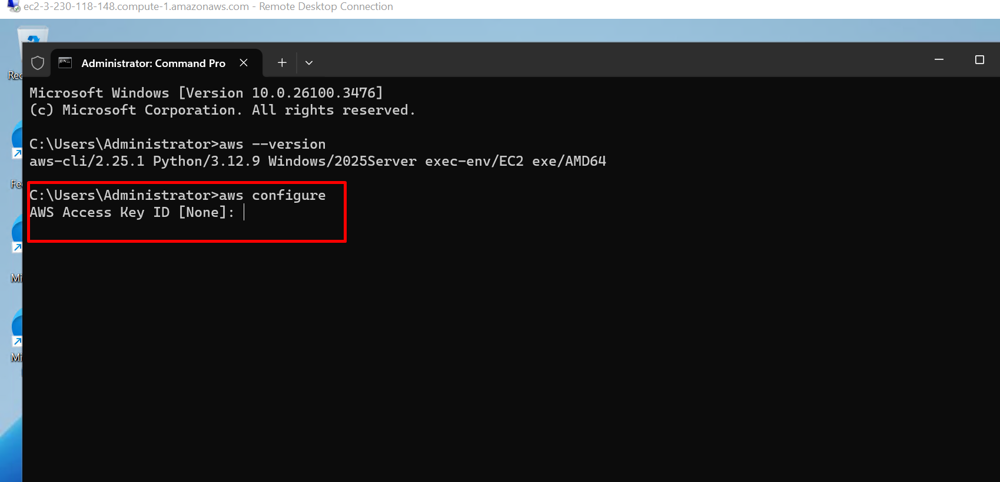 ec2-3-230-118-148.compute-1.amazonaws.com - Remote Desktop Connection
Administrator: Command Pro
Rec
Microsoft Windows [Version 10.0.26100.3476]
(c) Microsoft Corporation. All rights reserved.
C:\Users\Administrator>aws --version
aws-cli/2.25.1 Python/3.12.9 Windows/2025Server exec-env/EC2 exe/AMD64
Fe
C:\Users\Administrator>aws configure
AWS Access Key ID [None]:
Mi
Mi